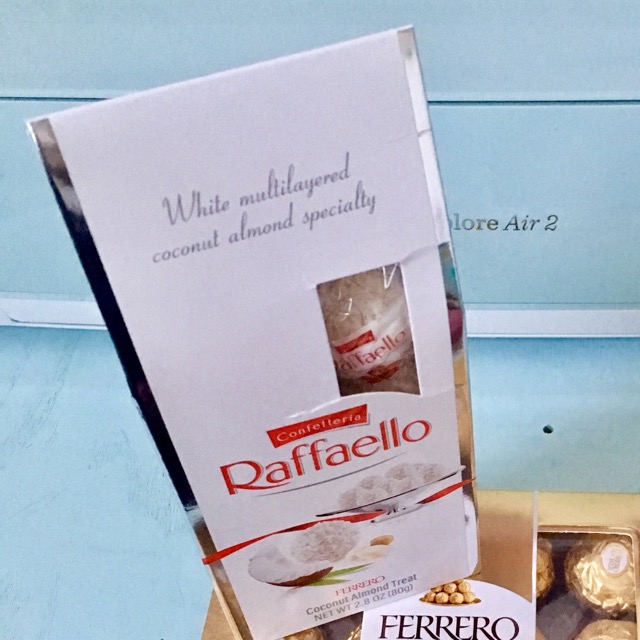 White multilayered
coconut almond specialty
plore Air 2
Raffaello
Confetteria
Raffaello
FERRERO
Coconut Almond Treat
NET WT 2.8 OZ (80g)
FERRERO